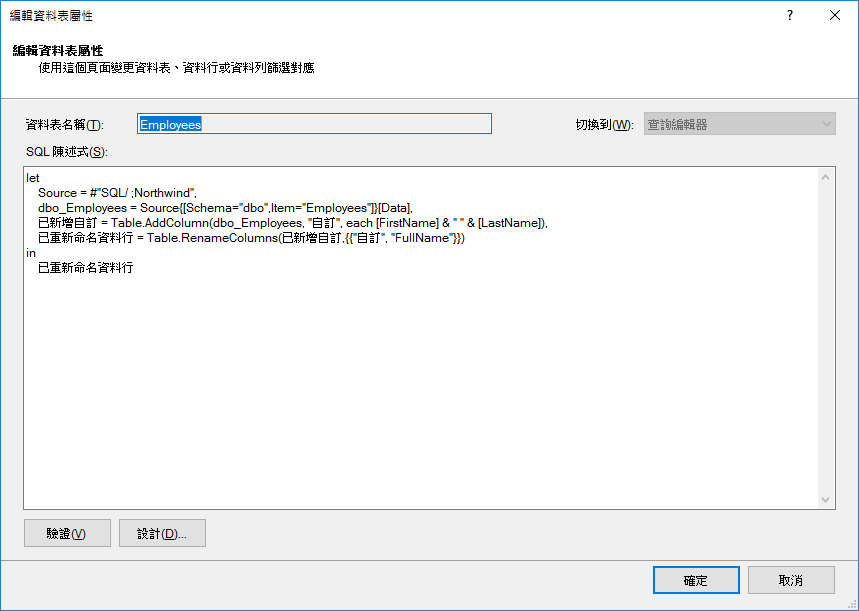 編輯資料表屬性
?
編輯資料表屬性
使用這個頁面變更資料表、資料行或資料列篩選對應
資料表名稱(T): Employees 切換到(W): 查詢編輯器
SQL 陳述式(S):
let
Source = #"SQL/ ;Northwind",
dbo_Employees = Source{[Schema="dbo",Item="Employees"]}[Data],
已新增自訂 = Table.AddColumn(dbo_Employees, "自訂", each [FirstName] & " " & [LastName]),
已重新命名資料行 = Table.RenameColumns(已新增自訂,{{"自訂", "FullName"}})
in
已重新命名資料行
驗證(V) 設計(D)...
確定 取消